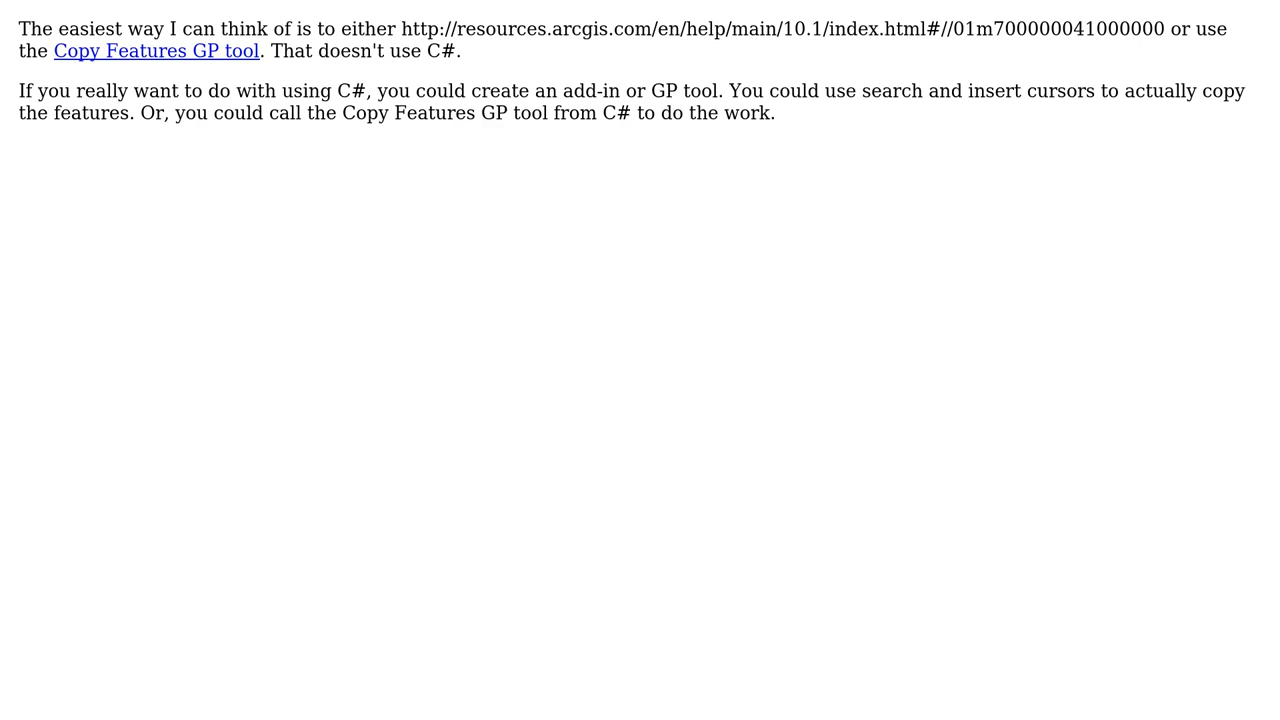 The easiest way I can think of is to either http://resources.arcgis.com/en/help/main/10.1/index.html#//01m700000041000000 or use
the Copy Features GP tool. That doesn't use C#.
If you really want to do with using C#, you could create an add-in or GP tool. You could use search and insert cursors to actually copy
the features. Or, you could call the Copy Features GP tool from C# to do the work.